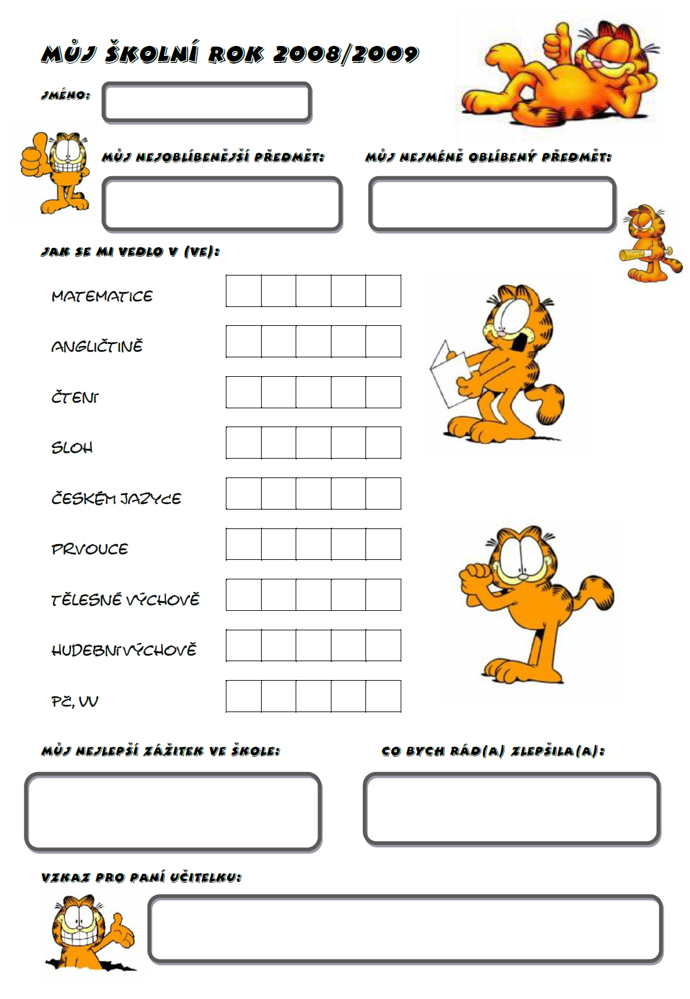 MŮJ ŠKOLNÍ ROK 2008/2009
JMÉNO:
MŮJ NEJOBLÍBENĚJŠÍ PŘEDMĚT:
MŮJ NEJMÉNĚ OBLÍBENÝ PŘEDMĚT:
JAK SE MI VEDLO V (VE):
MATEMATICE
ANGLIČTINĚ
ČTENÍ
SLOH
ČESKÉM JAZYCE
PRVOUCE
TĚLESNÉ VÝCHOVĚ
HUDEBNÍ VÝCHOVĚ
PČ, VV
MŮJ NEJLEPŠÍ ZÁŽITEK VE ŠKOLE:
CO BYCH RÁD(A) ZLEPŠILA(A):
VZKAZ PRO PANÍ UČITELKU: